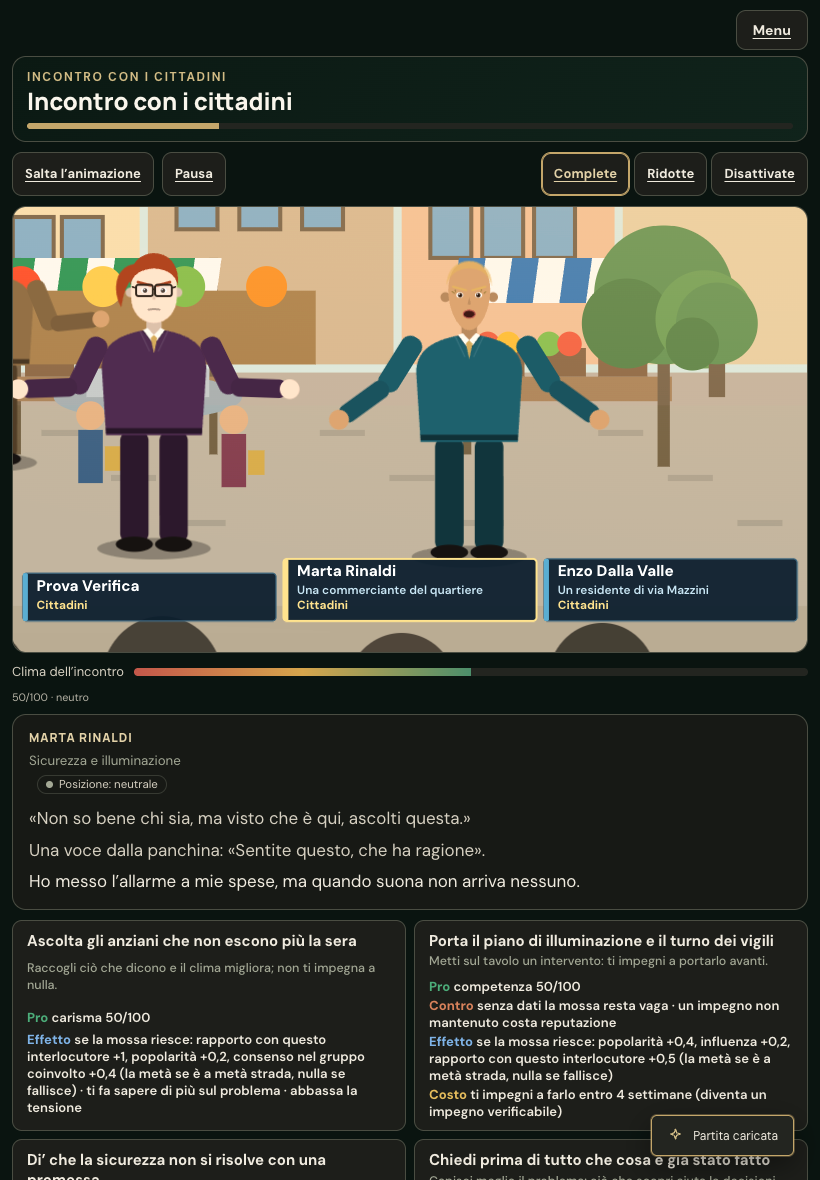 Menu
INCONTRO CON I CITTADINI
Incontro con i cittadini
Salta l’animazione
Pausa
Complete
Ridotte
Disattivate
Prova Verifica
Cittadini
Marta Rinaldi
Una commerciante del quartiere
Cittadini
Enzo Dalla Valle
Un residente di via Mazzini
Cittadini
Clima dell’incontro
50/100 · neutro
MARTA RINALDI
Sicurezza e illuminazione
Posizione: neutrale
«Non so bene chi sia, ma visto che è qui, ascolti questa.»
Una voce dalla panchina: «Sentite questo, che ha ragione».
Ho messo l’allarme a mie spese, ma quando suona non arriva nessuno.
Ascolta gli anziani che non escono più la sera
Raccogli ciò che dicono e il clima migliora; non ti impegna a
nulla.
Pro carisma 50/100
Effetto se la mossa riesce: rapporto con questo
interlocutore +1, popolarità +0,2, consenso nel gruppo
coinvolto +0,4 (la metà se è a metà strada, nulla se
fallisce) · ti fa sapere di più sul problema · abbassa la
tensione
Porta il piano di illuminazione e il turno dei vigili
Metti sul tavolo un intervento: ti impegni a portarlo avanti.
Pro competenza 50/100
Contro senza dati la mossa resta vaga · un impegno non
mantenuto costa reputazione
Effetto se la mossa riesce: popolarità +0,4, influenza +0,2,
rapporto con questo interlocutore +0,5 (la metà se è a
metà strada, nulla se fallisce)
Costo ti impegni a farlo entro 4 settimane (diventa un
impegno verificabile)
Partita caricata
Di’ che la sicurezza non si risolve con una
promessa
Chiedi prima di tutto che cosa è già stato fatto